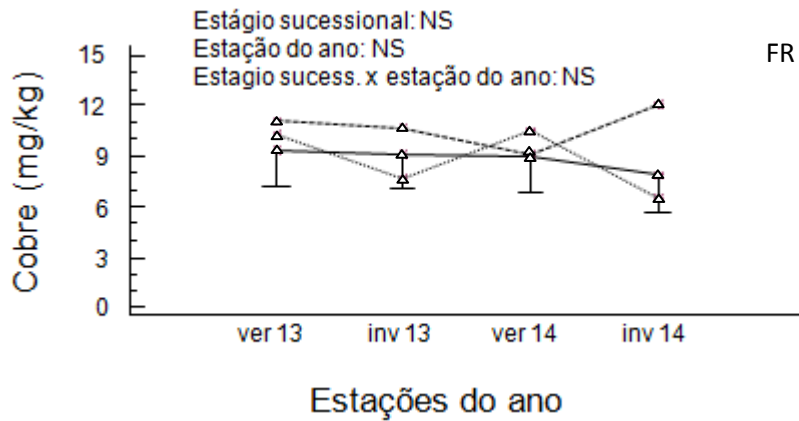 Estágio sucessional: NS
Estação do ano: NS
Estagio sucess. x estação do ano: NS
FR
Cobre (mg/kg)
15
12
9
6
3
0
ver 13 inv 13 ver 14 inv 14
Estações do ano